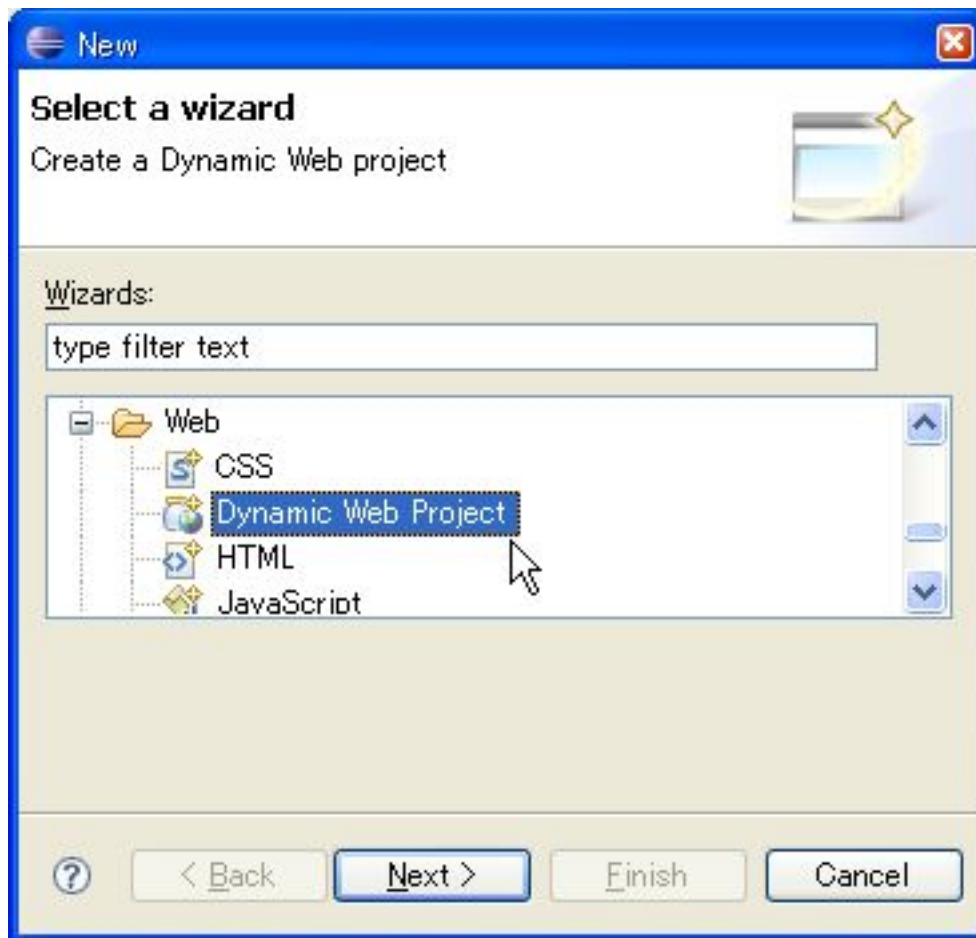 New
Select a wizard
Create a Dynamic Web project
Wizards:
type filter text
Web
CSS
Dynamic Web Project
HTML
JavaScript
? < Back Next > Finish Cancel